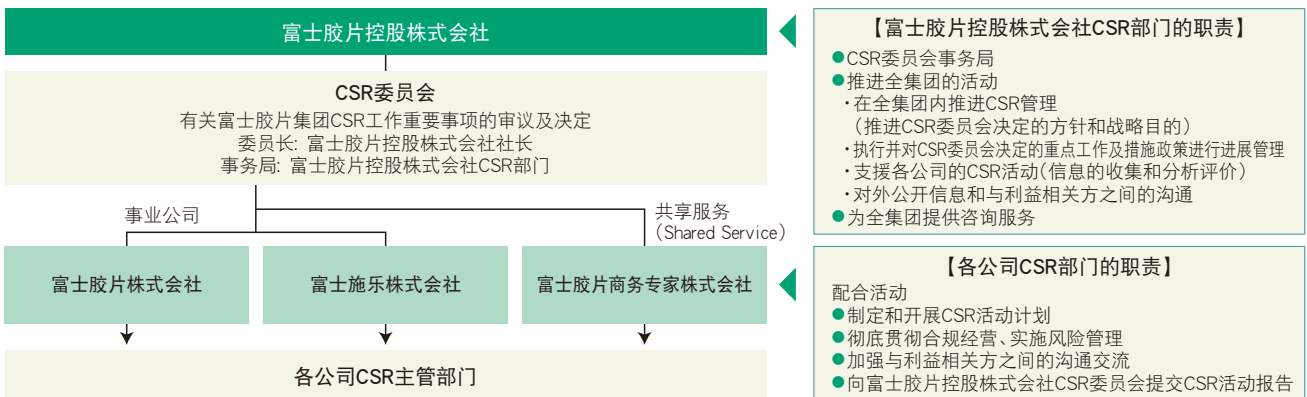 富士胶片控股株式会社
CSR委员会
有关富士胶片集团CSR工作重要事项的审议及决定
委员长: 富士胶片控股株式会社社长
事务局: 富士胶片控股株式会社CSR部门
事业公司
共享服务
（Shared Service）
富士胶片株式会社
富士施乐株式会社
富士胶片商务专家株式会社
各公司CSR主管部门
【富士胶片控股株式会社CSR部门的职责】
●CSR委员会事务局
●推进全集团的活动
・在全集团内推进CSR管理
（推进CSR委员会决定的方针和战略目的）
・执行并对CSR委员会决定的重点工作及措施政策进行进展管理
・支援各公司的CSR活动（信息的收集和分析评价）
・对外公开信息和与利益相关方之间的沟通
●为全集团提供咨询服务
【各公司CSR部门的职责】
配合活动
●制定和开展CSR活动计划
●彻底贯彻合规经营、实施风险管理
●加强与利益相关方之间的沟通交流
●向富士胶片控股株式会社CSR委员会提交CSR活动报告